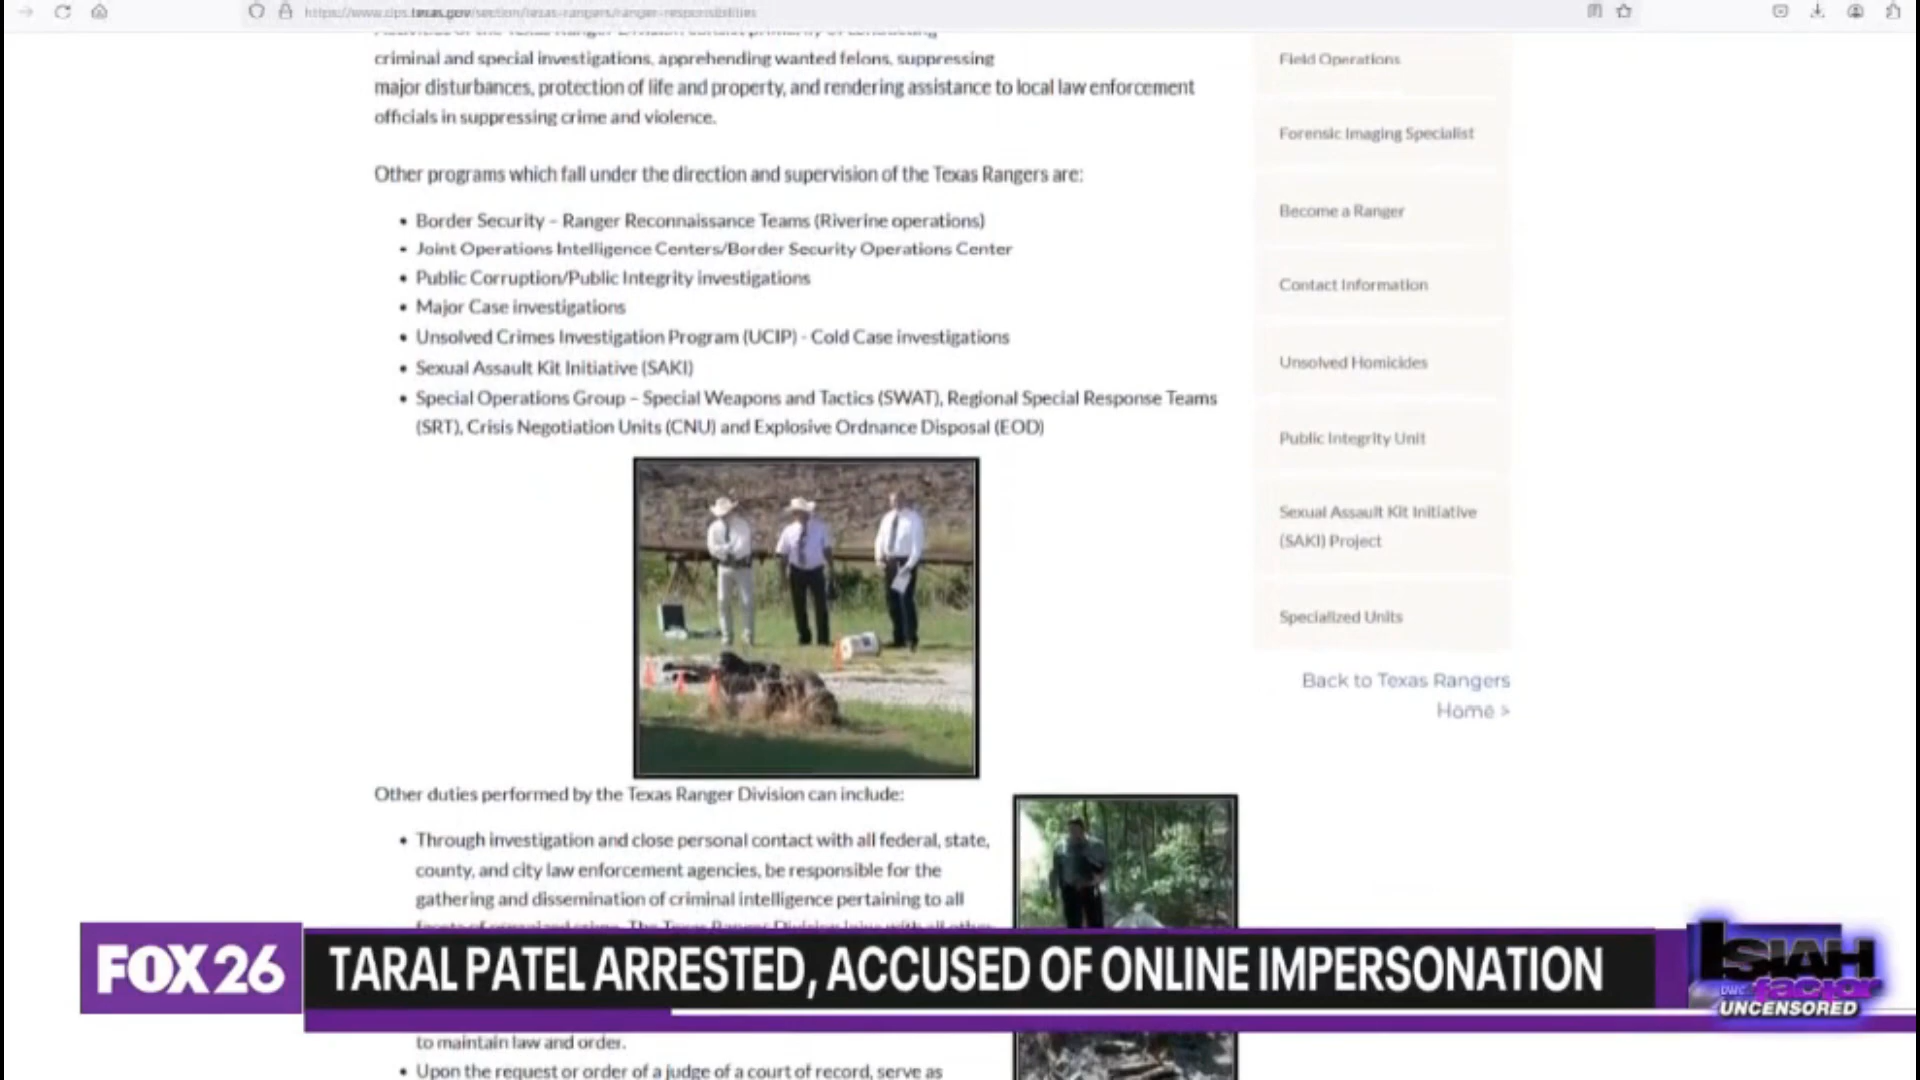 https://www.dps.texas.gov/section/texas-rangers/ranger-responsibilities
criminal and special investigations, apprehending wanted felons, suppressing
major disturbances, protection of life and property, and rendering assistance to local law enforcement
officials in suppressing crime and violence.
Other programs which fall under the direction and supervision of the Texas Rangers are:
• Border Security – Ranger Reconnaissance Teams (Riverine operations)
• Joint Operations Intelligence Centers/Border Security Operations Center
• Public Corruption/Public Integrity investigations
• Major Case investigations
• Unsolved Crimes Investigation Program (UCIP) - Cold Case investigations
• Sexual Assault Kit Initiative (SAKI)
• Special Operations Group – Special Weapons and Tactics (SWAT), Regional Special Response Teams
(SRT), Crisis Negotiation Units (CNU) and Explosive Ordnance Disposal (EOD)
Other duties performed by the Texas Ranger Division can include:
• Through investigation and close personal contact with all federal, state,
county, and city law enforcement agencies, be responsible for the
gathering and dissemination of criminal intelligence pertaining to all
to maintain law and order.
• Upon the request or order of a judge of a court of record, serve as
Field Operations
Forensic Imaging Specialist
Become a Ranger
Contact Information
Unsolved Homicides
Public Integrity Unit
Sexual Assault Kit Initiative
(SAKI) Project
Specialized Units
Back to Texas Rangers
Home >
FOX 26
TARAL PATEL ARRESTED, ACCUSED OF ONLINE IMPERSONATION
ISIAH
factor
UNCENSORED